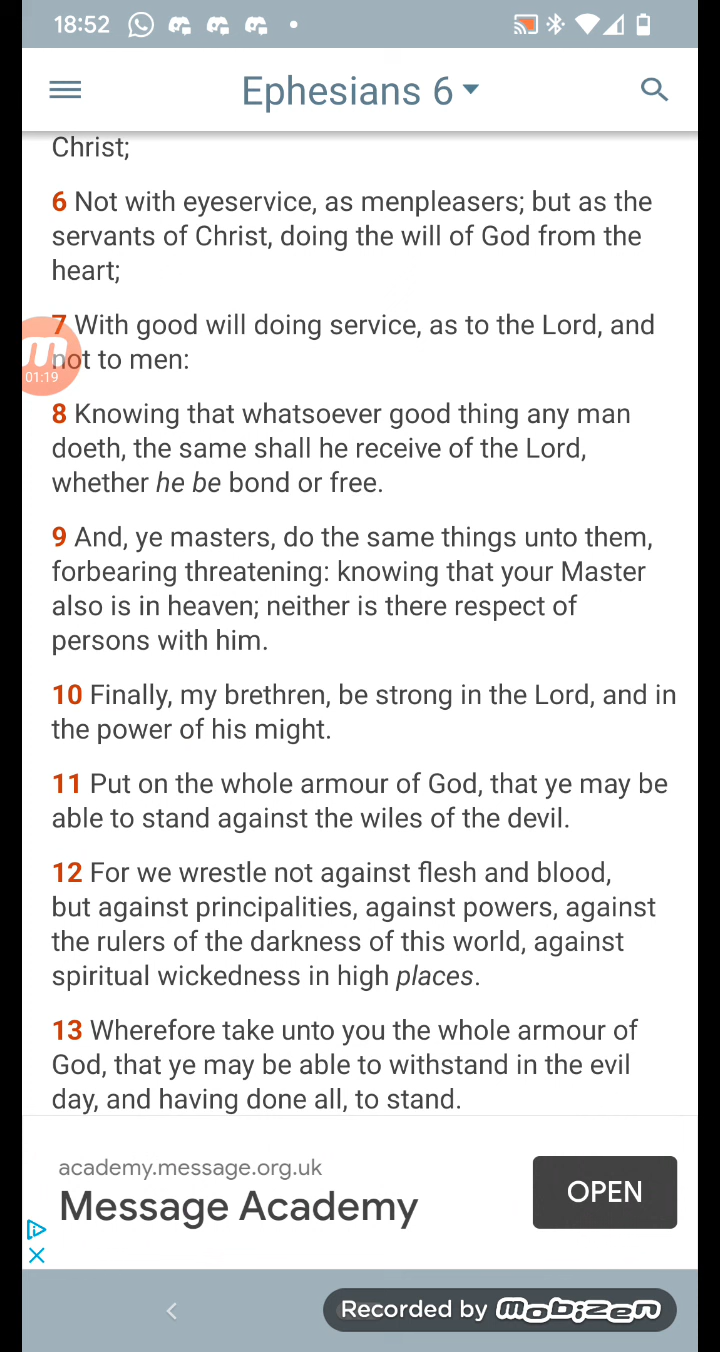 18:52
Ephesians 6
Christ;
6 Not with eyeservice, as menpleasers; but as the
servants of Christ, doing the will of God from the
heart;
7 With good will doing service, as to the Lord, and
not to men:
01:19
8 Knowing that whatsoever good thing any man
doeth, the same shall he receive of the Lord,
whether he be bond or free.
9 And, ye masters, do the same things unto them,
forbearing threatening: knowing that your Master
also is in heaven; neither is there respect of
persons with him.
10 Finally, my brethren, be strong in the Lord, and in
the power of his might.
11 Put on the whole armour of God, that ye may be
able to stand against the wiles of the devil.
12 For we wrestle not against flesh and blood,
but against principalities, against powers, against
the rulers of the darkness of this world, against
spiritual wickedness in high places.
13 Wherefore take unto you the whole armour of
God, that ye may be able to withstand in the evil
day, and having done all, to stand.
academy.message.org.uk
Message Academy
OPEN
Recorded by mobizen